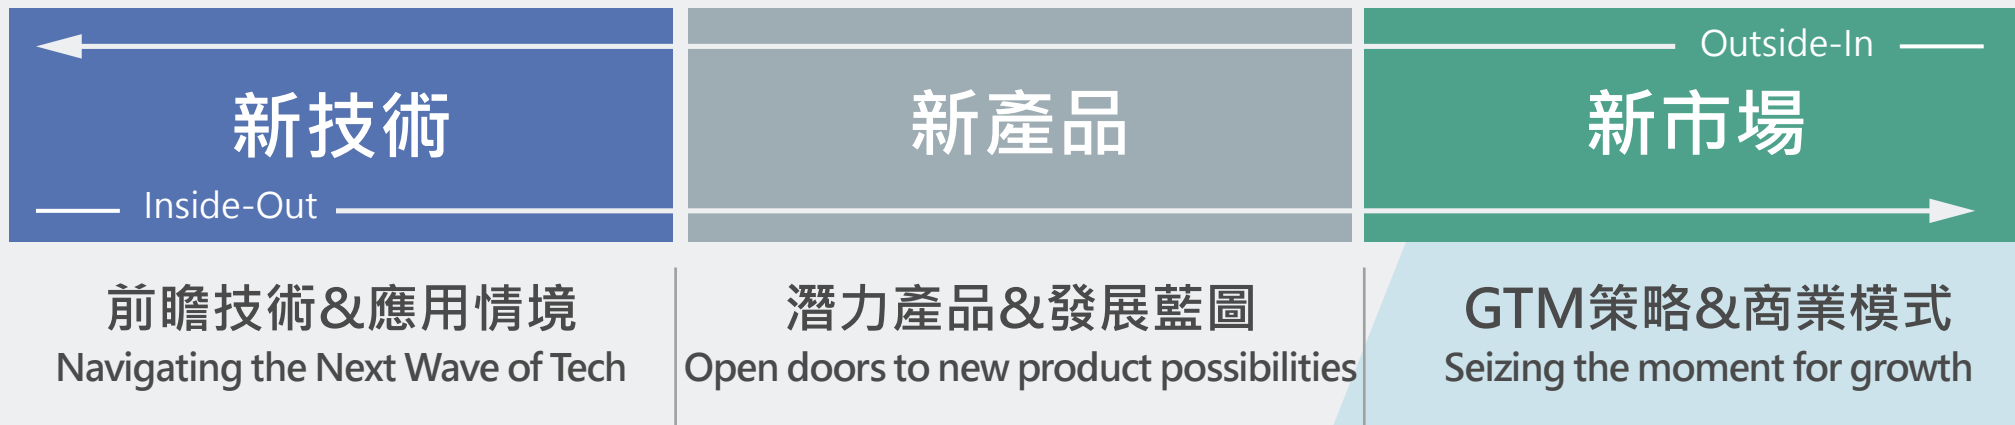 Outside-In
新技術
新產品
新市場
Inside-Out
前瞻技術&應用情境
Navigating the Next Wave of Tech
潛力產品&發展藍圖
Open doors to new product possibilities
GTM策略&商業模式
Seizing the moment for growth